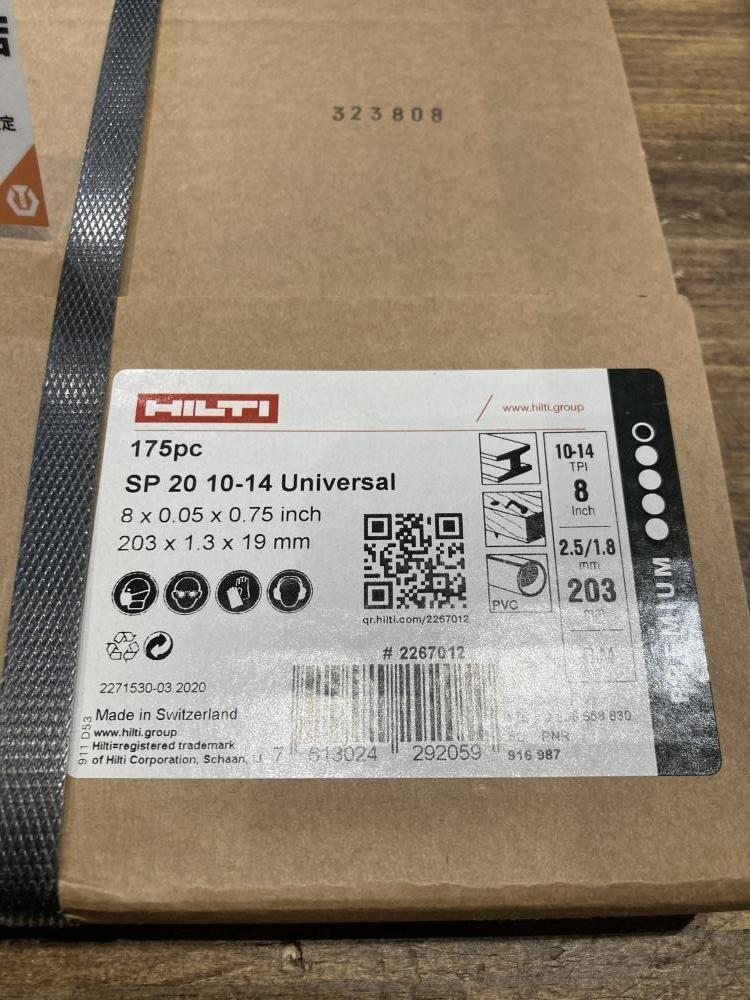 定
323808
HILTI
www.hilti.group
175pc
SP 20 10-14 Universal
8 x 0.05 x 0.75 inch
203 x 1.3 x 19 mm
qr.hilti.com/2267012
PVC
10-14
TPI
8
Inch
2.5/1.8
mm
203
mm
PREMIUM
# 2267012
2271530-03 2020
911 D53
Made in Switzerland
www.hilti.group
Hilti=registered trademark
of Hilti Corporation, Schaan, LI
7 613024 292059
PNR
916 987